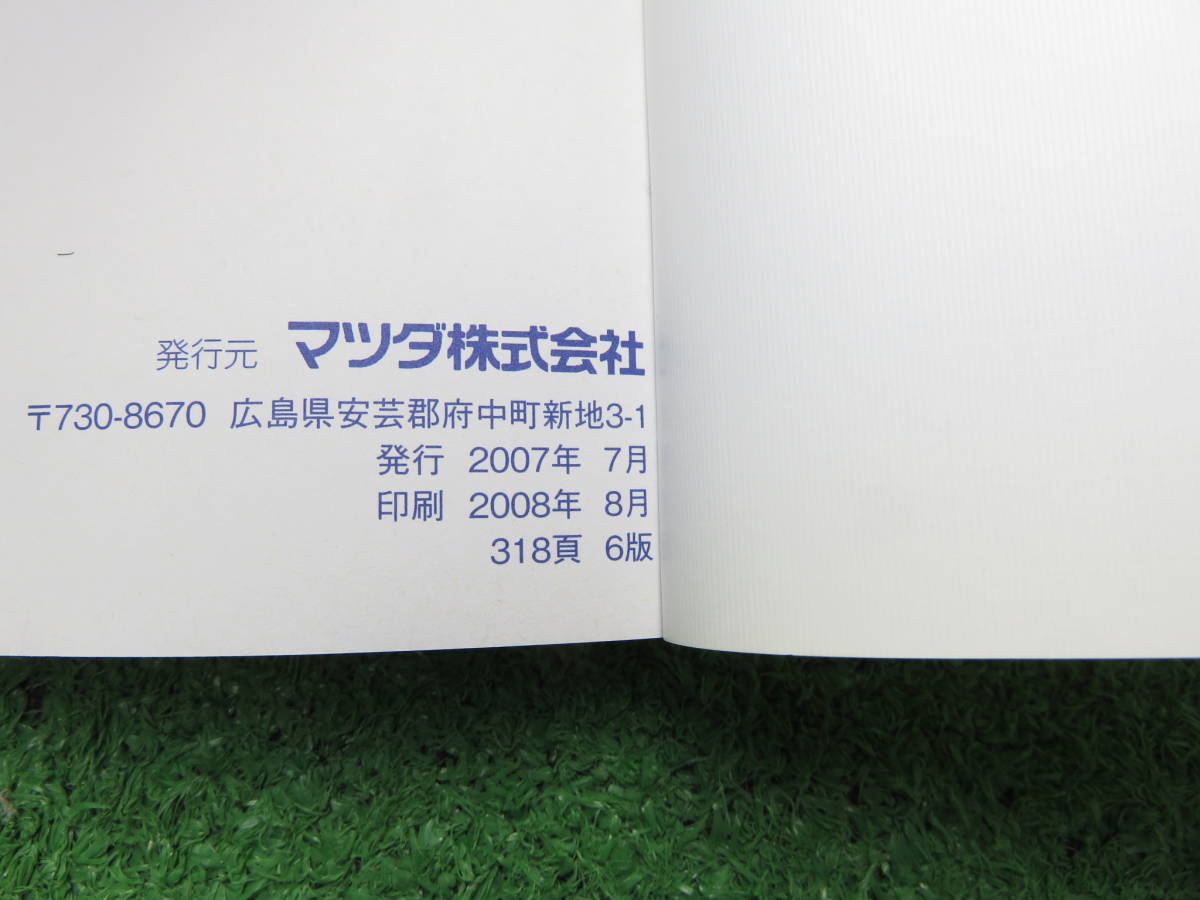 発行元 マツダ株式会社
〒730-8670 広島県安芸郡府中町新地3-1
発行 2007年 7月
印刷 2008年 8月
318頁 6版